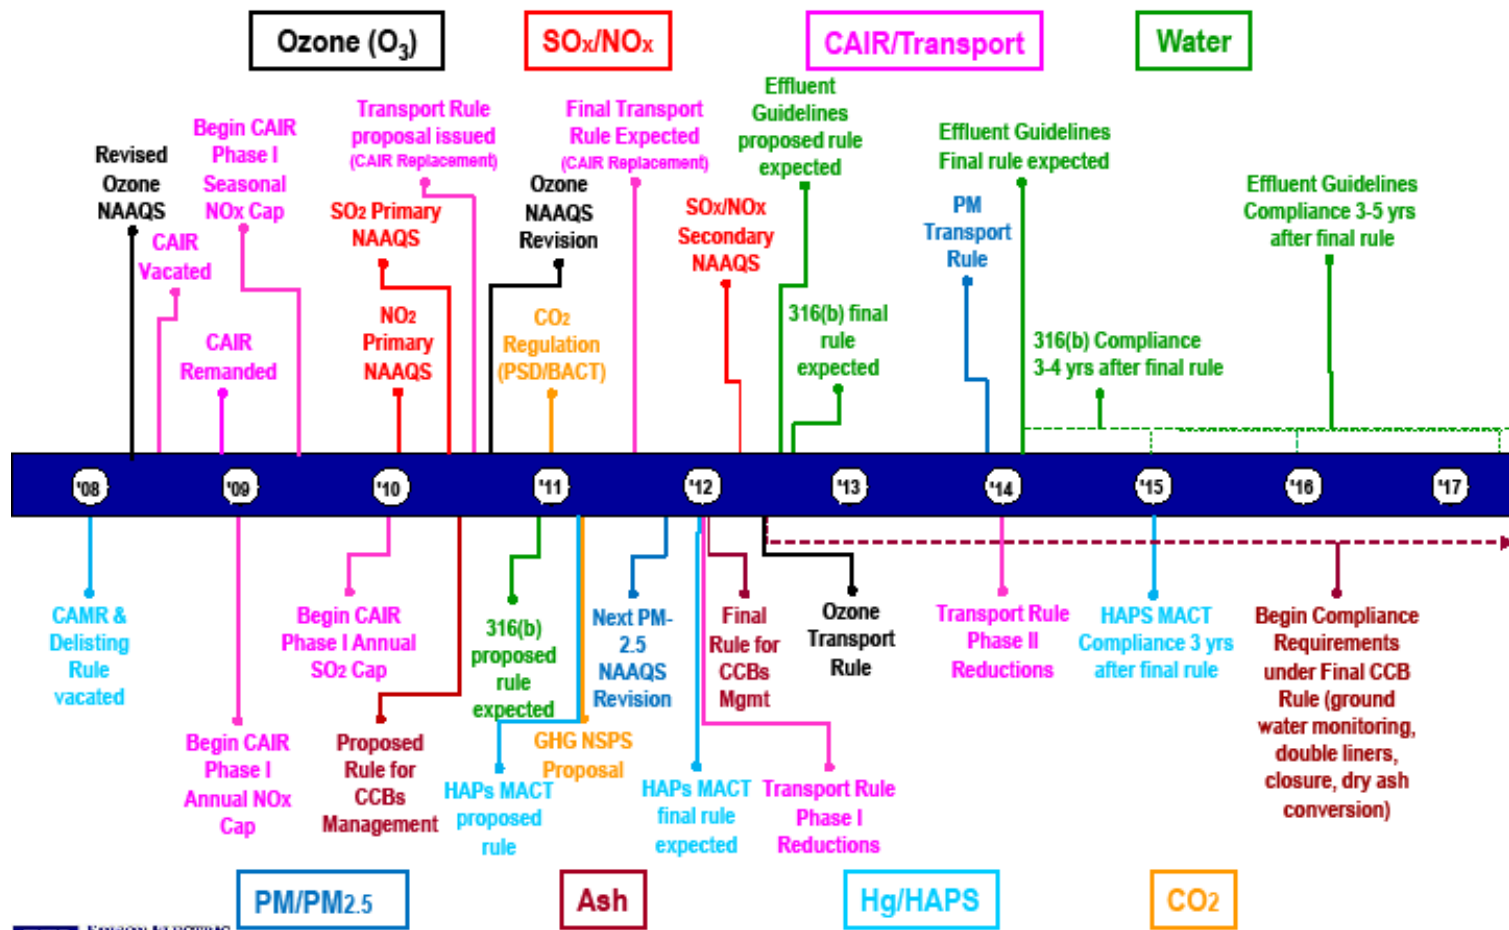 Ozone (O3)
SOx/NOx
CAIR/Transport
Water
Revised
Ozone
NAAQS
CAIR
Vacated
Begin CAIR
Phase I
Seasonal
NOx Cap
CAIR
Remanded
Transport Rule
proposal issued
(CAIR Replacement)
SO2 Primary
NAAQS
NO2
Primary
NAAQS
Final Transport
Rule Expected
(CAIR Replacement)
Ozone
NAAQS
Revision
CO2
Regulation
(PSD/BACT)
SOx/NOx
Secondary
NAAQS
Effluent
Guidelines
proposed rule
expected
316(b) final
rule
expected
PM
Transport
Rule
Effluent Guidelines
Final rule expected
316(b) Compliance
3-4 yrs after final rule
Effluent Guidelines
Compliance 3-5 yrs
after final rule
'08
'09
'10
'11
'12
'13
'14
'15
'16
'17
CAMR &
Delisting
Rule
vacated
Begin CAIR
Phase I
Annual NOx
Cap
Begin CAIR
Phase I Annual
SO2 Cap
Proposed
Rule for
CCBs
Management
316(b)
proposed
rule
expected
HAPs MACT
proposed
rule
GHG NSPS
Proposal
Next PM-
2.5
NAAQS
Revision
HAPs MACT
final rule
expected
Final
Rule for
CCBs
Mgmt
Transport Rule
Phase I
Reductions
Ozone
Transport
Rule
Transport Rule
Phase II
Reductions
HAPS MACT
Compliance 3 yrs
after final rule
Begin Compliance
Requirements
under Final CCB
Rule (ground
water monitoring,
double liners,
closure, dry ash
conversion)
PM/PM2.5
Ash
Hg/HAPS
CO2